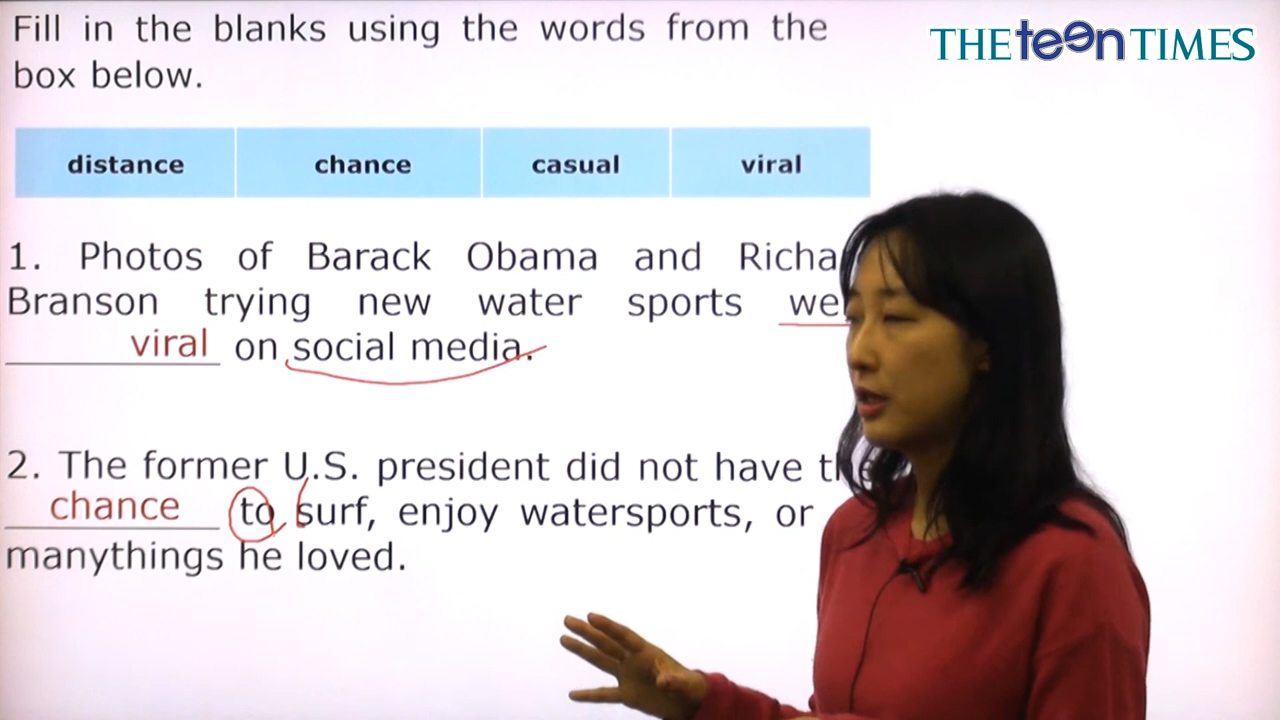 Fill in the blanks using the words from the
THE teen TIMES
box below.
distance chance casual viral
1. Photos of Barack Obama and Richa
Branson trying new water sports we
viral on social media.
2. The former U.S. president did not have the
chance to surf, enjoy watersports, or
manythings he loved.